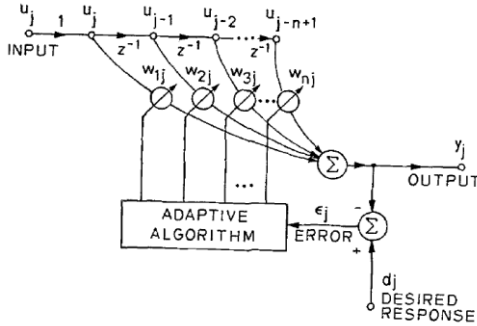 u_j u_j u_{j-1} u_{j-2} u_{j-n+1}
1 z^{-1} z^{-1} ... z^{-1}
INPUT
w_{1j} w_{2j} w_{3j} ... w_{nj}
Σ
y_j
OUTPUT
...
ADAPTIVE
ALGORITHM
ϵ_j
ERROR
-
Σ
+
d_j
DESIRED
RESPONSE